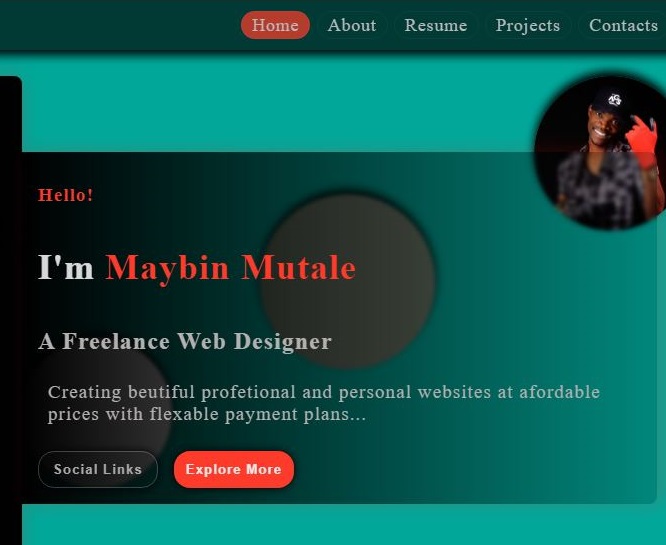 Home About Resume Projects Contacts
Hello!
I'm Maybin Mutale
A Freelance Web Designer
Creating beutiful profetional and personal websites at afordable
prices with flexable payment plans...
Social Links Explore More